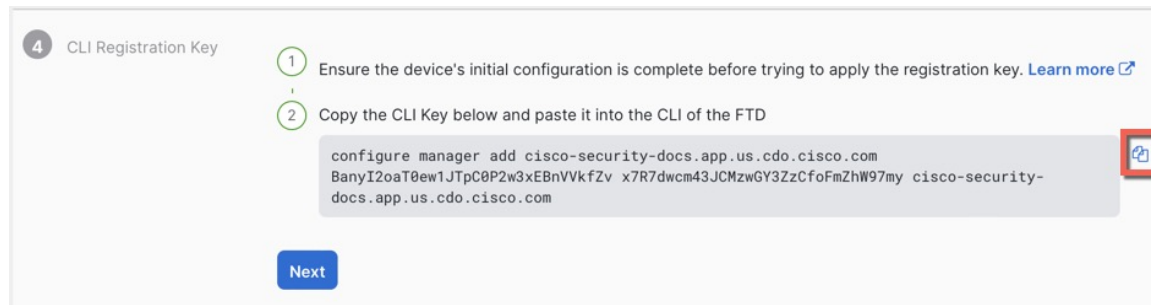 4 CLI Registration Key
1 Ensure the device's initial configuration is complete before trying to apply the registration key. Learn more
2 Copy the CLI Key below and paste it into the CLI of the FTD
configure manager add cisco-security-docs.app.us.cdo.cisco.com
BanyI2oaT0ew1JTpC0P2w3xEBnVVkfZv x7R7dwcm43JCMzwGY3ZzCfoFmZhW97my cisco-security-
docs.app.us.cdo.cisco.com
Next